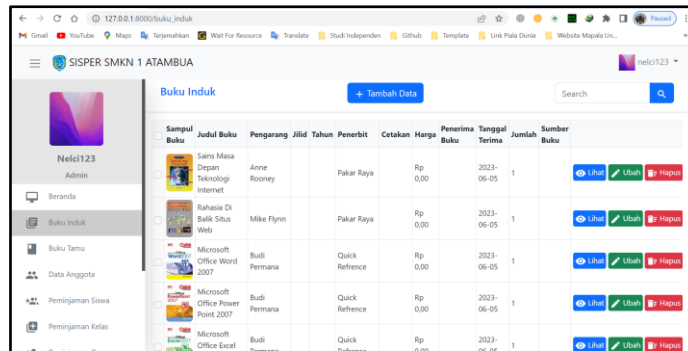 127.0.0.1:8000/buku_induk
Paused
Gmail YouTube Maps Terjemahkan Wait For Resource Translate Studi Independen Github Template Link Piala Dunia Website Mapala Un...
SISPER SMKN 1 ATAMBUA
nelci123
Nelci123
Admin
Beranda
Buku Induk
Buku Tamu
Data Anggota
Peminjaman Siswa
Peminjaman Kelas
Buku Induk
+ Tambah Data
Search
Sampul Buku Judul Buku Pengarang Jilid Tahun Penerbit Cetakan Harga Penerima Buku Tanggal Terima Jumlah Sumber Buku
Sains Masa Depan Teknologi Internet Anne Rooney Pakar Raya Rp 0,00 2023-06-05 1 Lihat Ubah Hapus
Rahasia Di Balik Situs Web Mike Flynn Pakar Raya Rp 0,00 2023-06-05 1 Lihat Ubah Hapus
Microsoft Office Word 2007 Budi Permana Quick Refrence Rp 0,00 2023-06-05 1 Lihat Ubah Hapus
Microsoft Office Power Point 2007 Budi Permana Quick Refrence Rp 0,00 2023-06-05 1 Lihat Ubah Hapus
Microsoft Office Excel Budi Quick Rp 2023- 1 Lihat Ubah Hapus